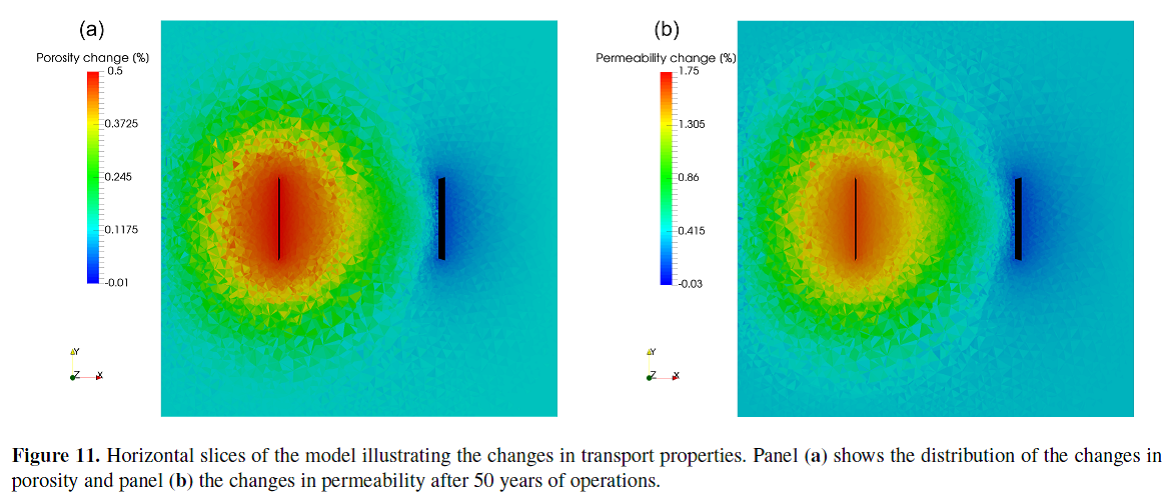 (a)
Porosity change (%)
0.5
0.3725
0.245
0.1175
-0.01
Y
Z
X
(b)
Permeability change (%)
1.75
1.305
0.86
0.415
-0.03
Y
Z
X
Figure 11. Horizontal slices of the model illustrating the changes in transport properties. Panel (a) shows the distribution of the changes in
porosity and panel (b) the changes in permeability after 50 years of operations.